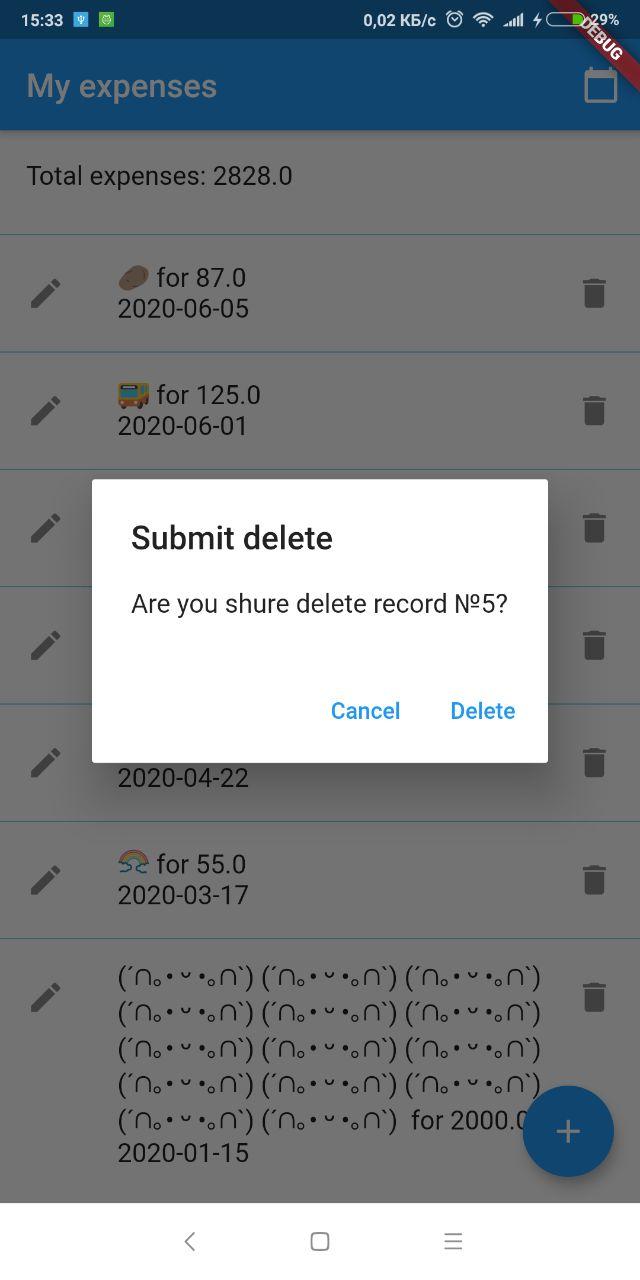 15:33 0,02 КБ/с 29%
DEBUG
My expenses
Total expenses: 2828.0
🥔 for 87.0
2020-06-05
🚌 for 125.0
2020-06-01
Submit delete
Are you shure delete record №5?
Cancel Delete
2020-04-22
🌈 for 55.0
2020-03-17
(´∩｡• ᵕ •｡∩`) (´∩｡• ᵕ •｡∩`) (´∩｡• ᵕ •｡∩`)
(´∩｡• ᵕ •｡∩`) (´∩｡• ᵕ •｡∩`) (´∩｡• ᵕ •｡∩`)
(´∩｡• ᵕ •｡∩`) (´∩｡• ᵕ •｡∩`) (´∩｡• ᵕ •｡∩`)
(´∩｡• ᵕ •｡∩`) (´∩｡• ᵕ •｡∩`) (´∩｡• ᵕ •｡∩`)
(´∩｡• ᵕ •｡∩`) (´∩｡• ᵕ •｡∩`) for 2000.0
2020-01-15